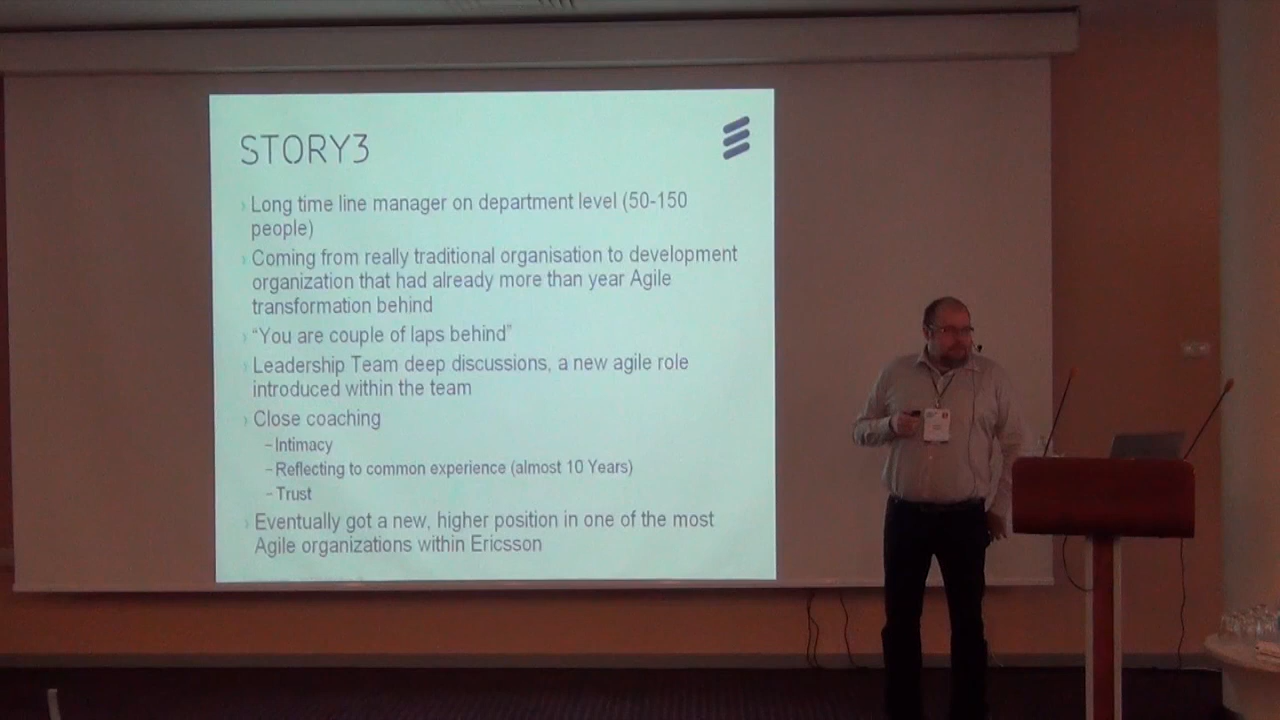 STORY3
› Long time line manager on department level (50-150
people)
› Coming from really traditional organisation to development
organization that had already more than year Agile
transformation behind
› “You are couple of laps behind”
› Leadership Team deep discussions, a new agile role
introduced within the team
› Close coaching
– Intimacy
– Reflecting to common experience (almost 10 Years)
– Trust
› Eventually got a new, higher position in one of the most
Agile organizations within Ericsson